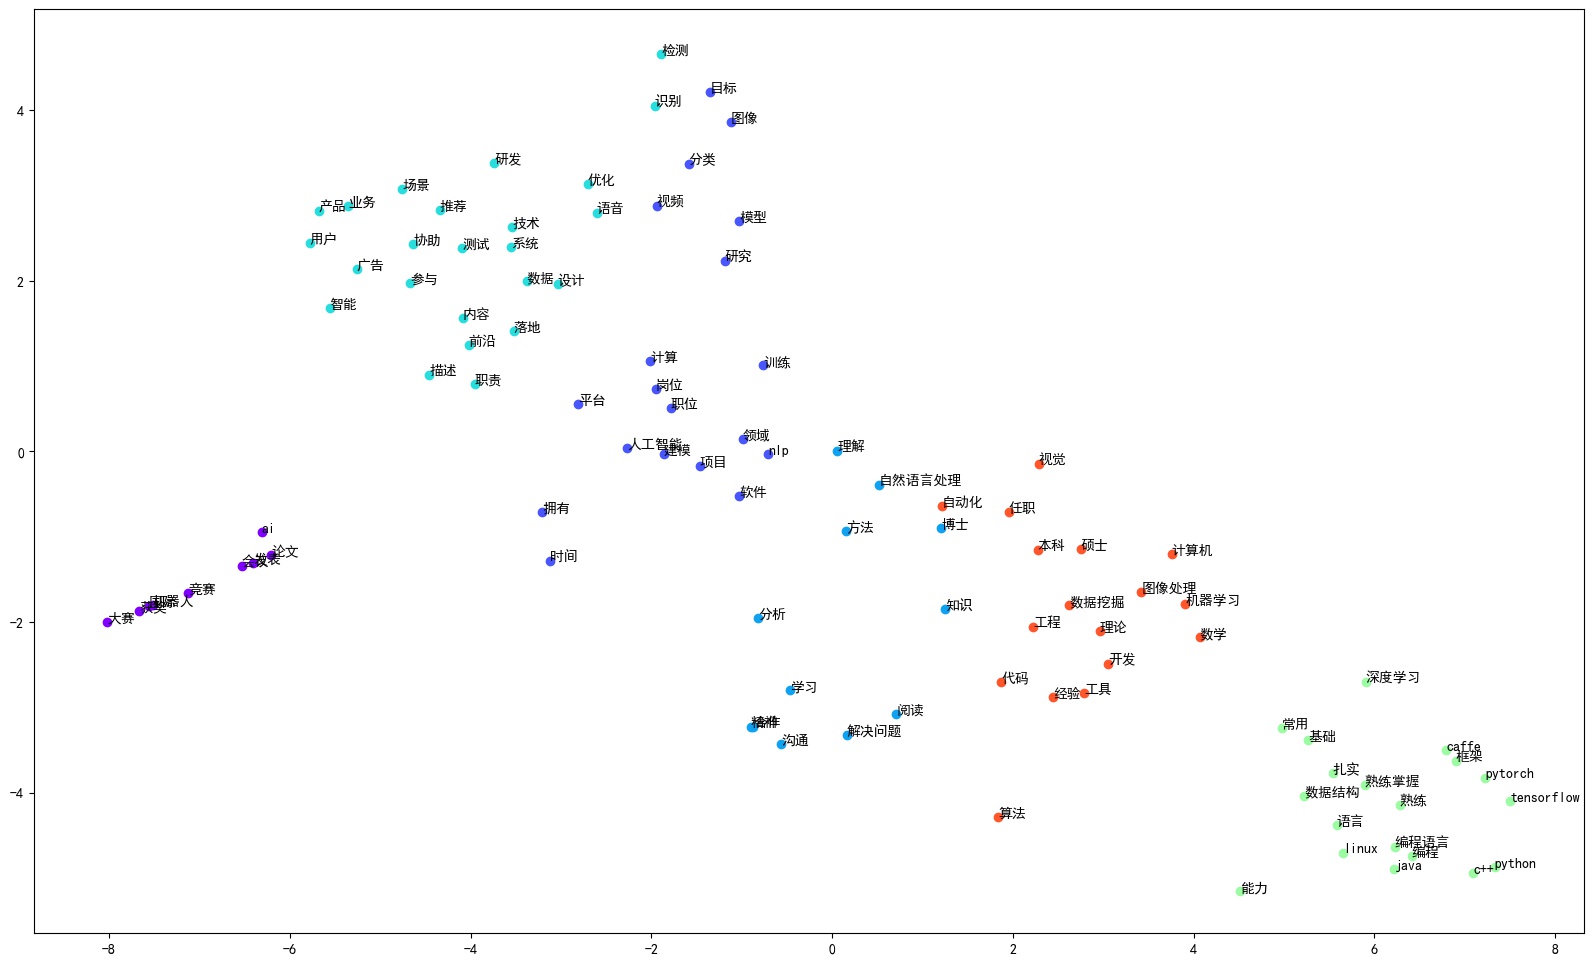 检测
目标
识别
图像
研发
分类
优化
场景
视频
业务
产品
推荐
语音
模型
技术
用户
协助
测试
系统
研究
广告
参与
数据
设计
智能
内容
落地
前沿
计算
训练
描述
职责
岗位
平台
职位
领域
人工智能
建模
nlp
理解
项目
视觉
自然语言处理
软件
自动化
拥有
任职
方法
博士
ai
论文
发表
时间
本科
硕士
计算机
竞赛
机器人
大赛
图像处理
数据挖掘
机器学习
知识
分析
工程
理论
数学
开发
代码
深度学习
学习
经验
工具
阅读
合作
沟通
解决问题
常用
基础
caffe
框架
扎实
pytorch
熟练掌握
数据结构
熟练
tensorflow
算法
语言
编程语言
linux
编程
java
c++
python
能力
4
2
0
−2
−4
−8
−6
−4
−2
0
2
4
6
8